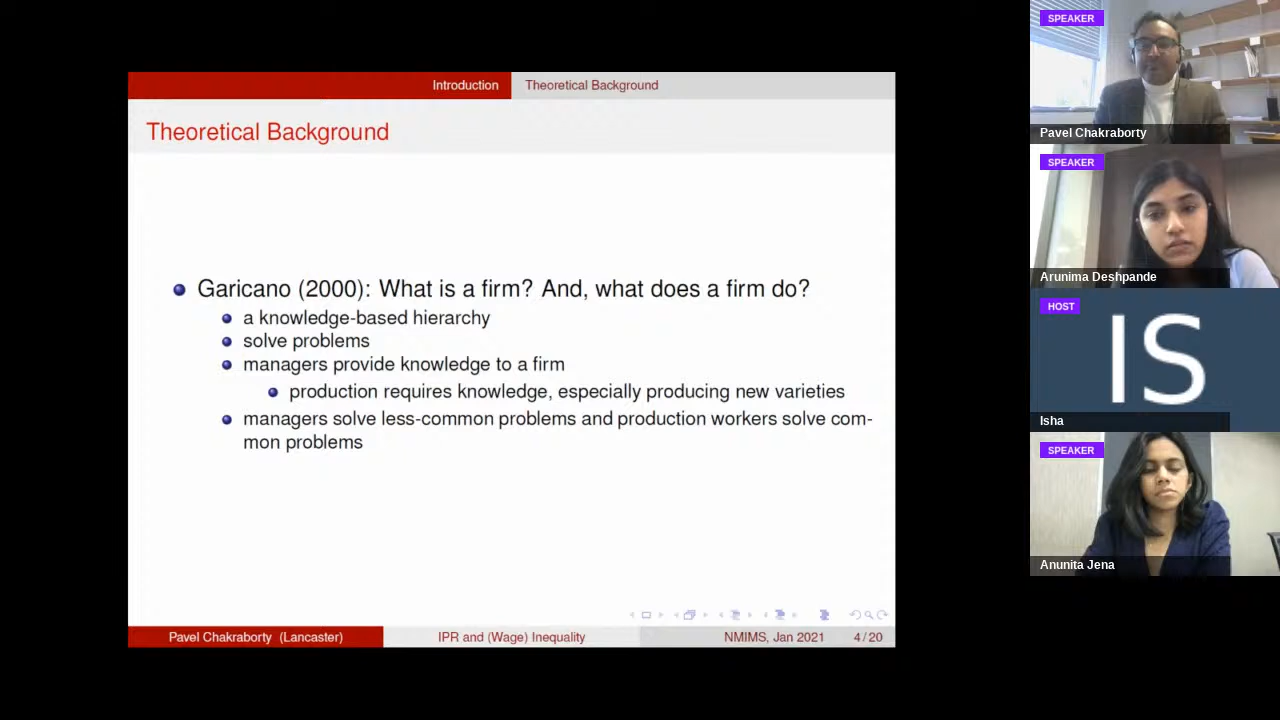 Introduction
Theoretical Background
Theoretical Background
Garicano (2000): What is a firm? And, what does a firm do?
a knowledge-based hierarchy
solve problems
managers provide knowledge to a firm
production requires knowledge, especially producing new varieties
managers solve less-common problems and production workers solve com-
mon problems
Pavel Chakraborty (Lancaster)
IPR and (Wage) Inequality
NMIMS, Jan 2021
4/20
SPEAKER
Pavel Chakraborty
SPEAKER
Arunima Deshpande
HOST
IS
Isha
SPEAKER
Anunita Jena